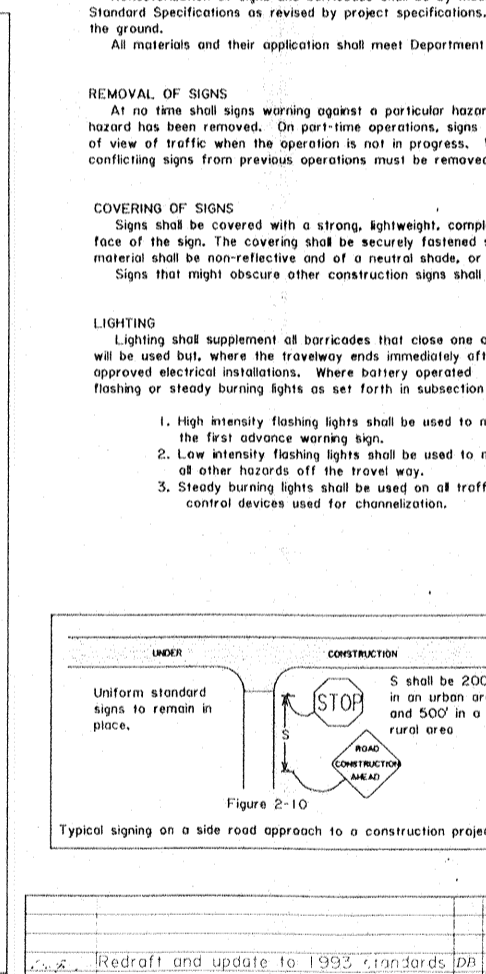 Standard Specifications as revised by project specifications.
the ground.
All materials and their application shall meet Department
REMOVAL OF SIGNS
At no time shall signs warning against a particular hazar
hazard has been removed. On part-time operations, signs
of view of traffic when the operation is not in progress.
conflictiing signs from previous operations must be removed
COVERING OF SIGNS
Signs shall be covered with a strong, lightweight, compl
face of the sign. The covering shall be securely fastened s
material shall be non-reflective and of a neutral shade, or
Signs that might obscure other construction signs shall
LIGHTING
Lighting shall supplement all barricades that close one o
will be used but, where the travelway ends immediately aft
approved electrical installations. Where battery operated
flashing or steady burning lights as set forth in subsection
1. High intensity flashing lights shall be used to m
the first advance warning sign.
2. Low intensity flashing lights shall be used to m
all other hazards off the travel way.
3. Steady burning lights shall be used on all traff
control devices used for channelization.
UNDER CONSTRUCTION
Uniform standard
signs to remain in
place.
STOP
S shall be 200
in an urban ar
and 500' in a
rural area
S
ROAD
CONSTRUCTION
AHEAD
Figure 2-10
Typical signing on a side road approach to a construction projec
Redraft and update to 1993 standards DB